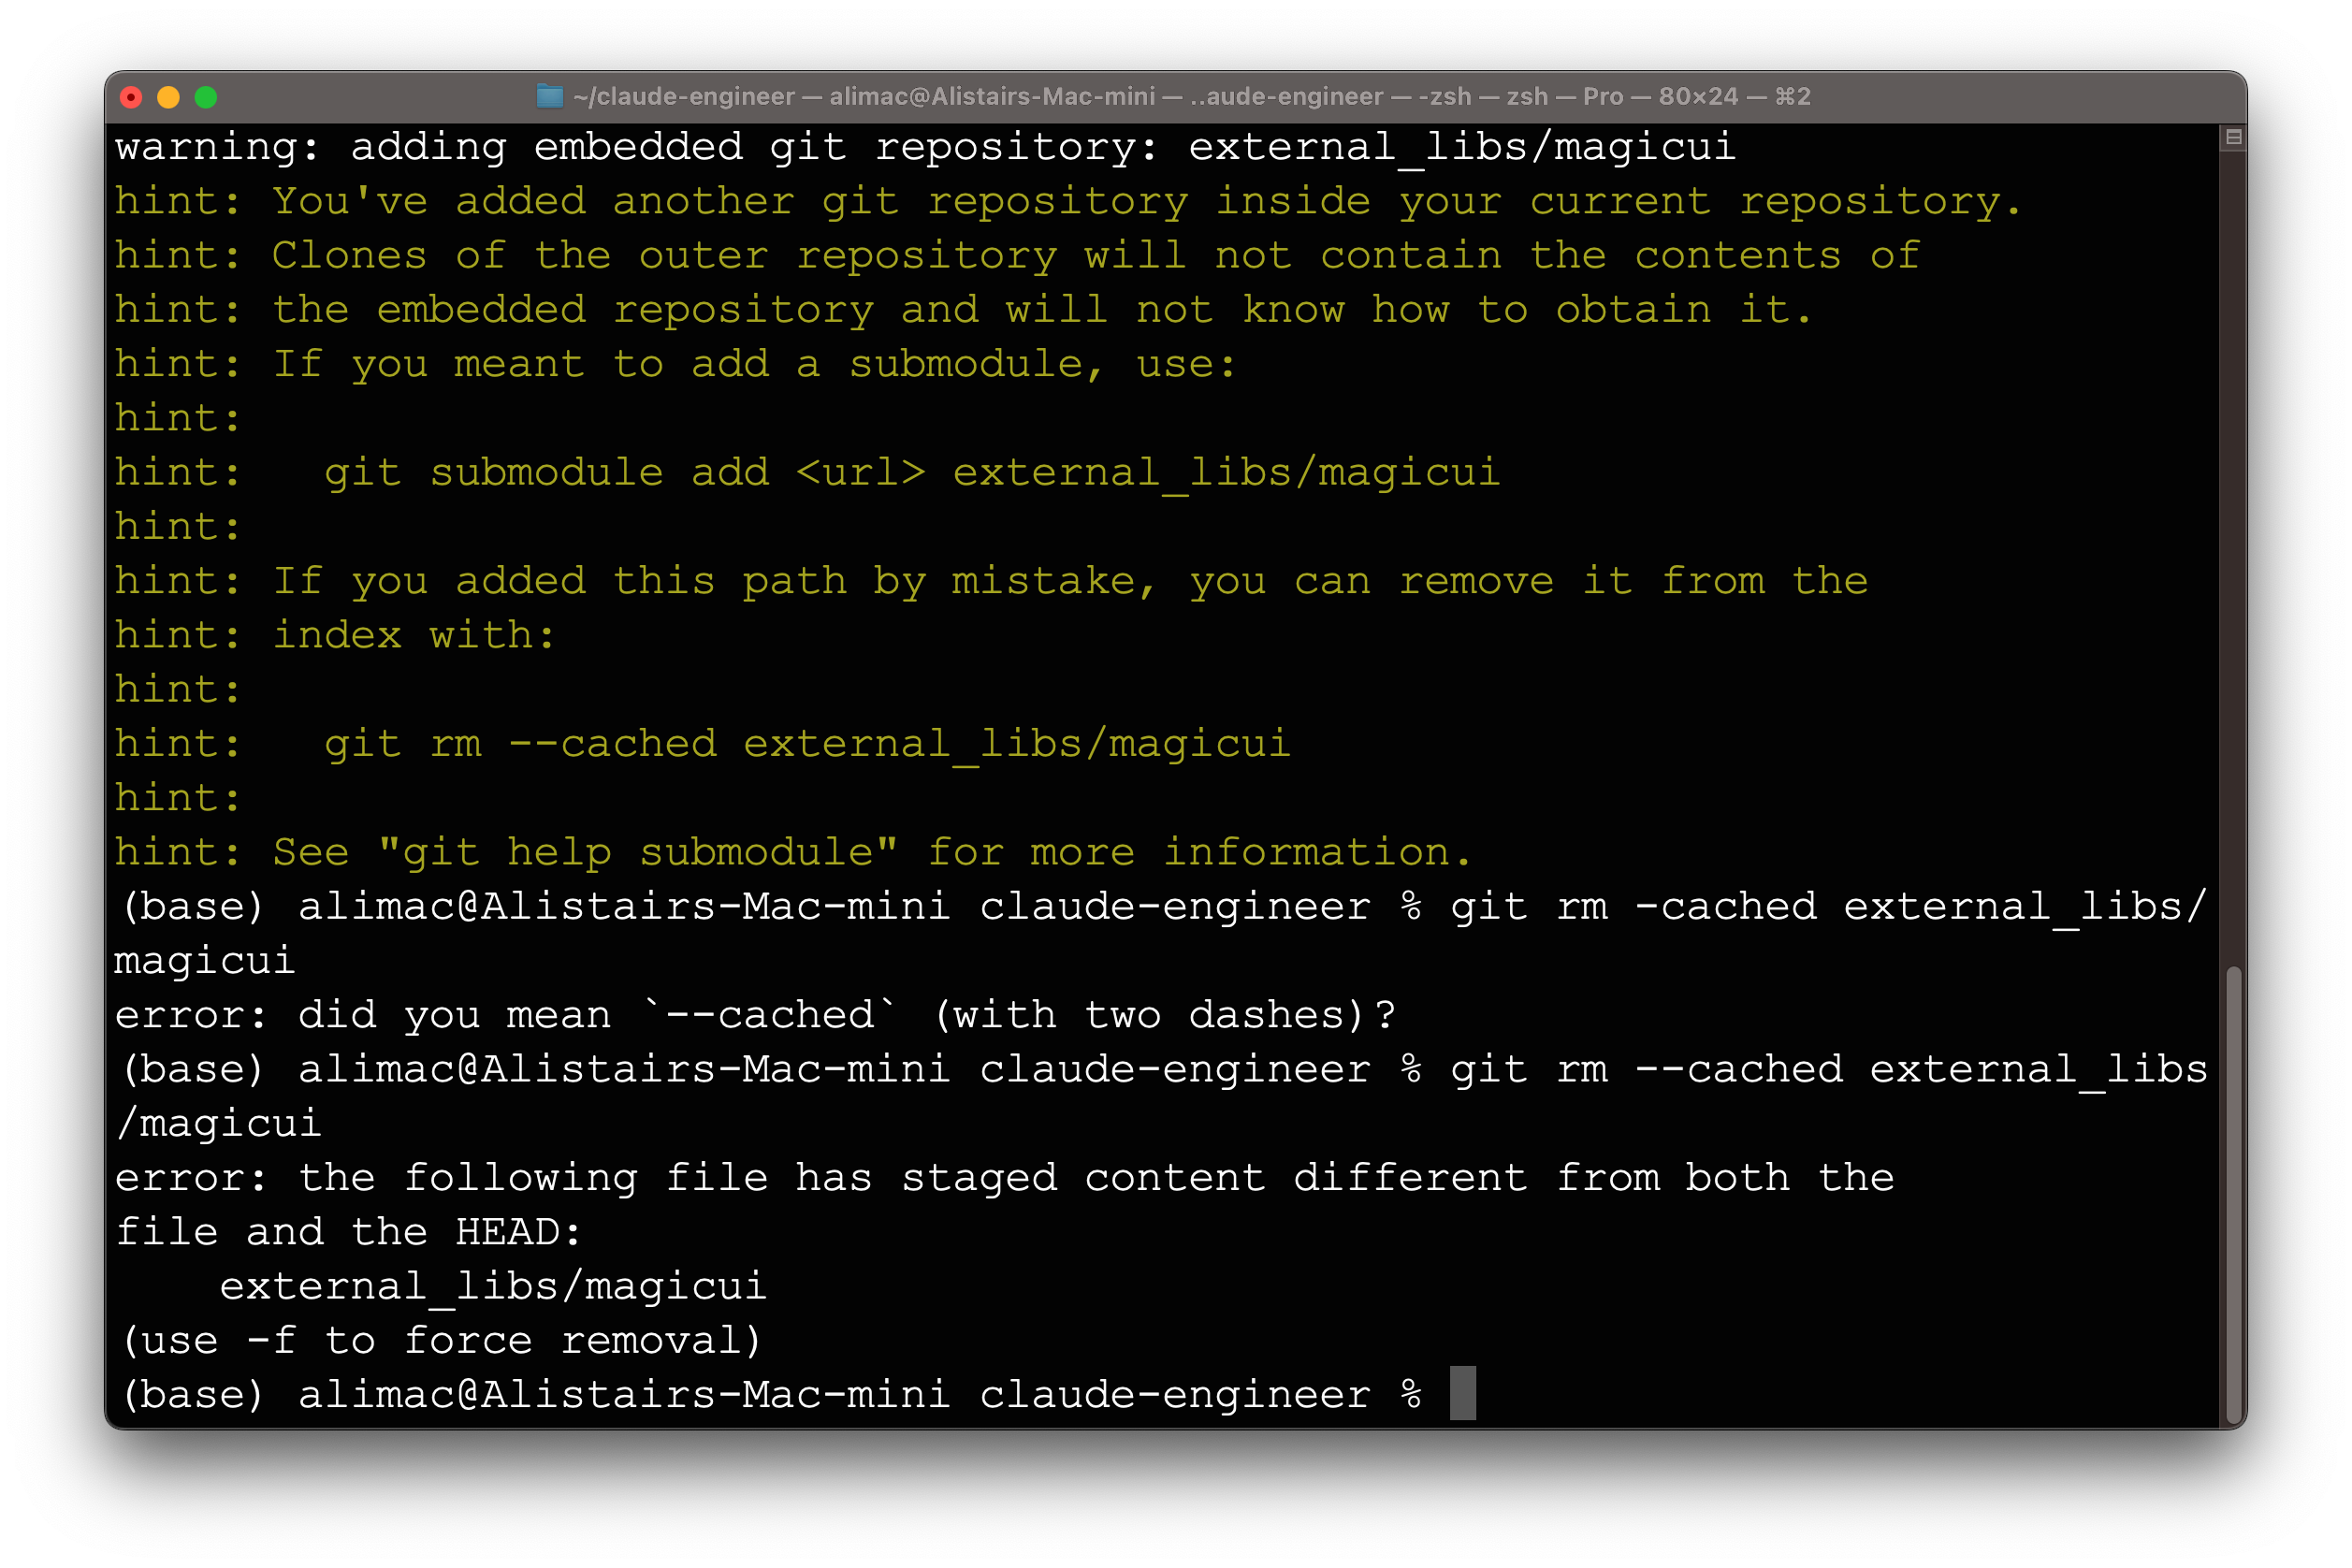 ~/claude-engineer — alimac@Alistairs-Mac-mini — ..aude-engineer — -zsh — zsh — Pro — 80×24 — ⌘2
warning: adding embedded git repository: external_libs/magicui
hint: You've added another git repository inside your current repository.
hint: Clones of the outer repository will not contain the contents of
hint: the embedded repository and will not know how to obtain it.
hint: If you meant to add a submodule, use:
hint:
hint:   git submodule add <url> external_libs/magicui
hint:
hint: If you added this path by mistake, you can remove it from the
hint: index with:
hint:
hint:   git rm --cached external_libs/magicui
hint:
hint: See "git help submodule" for more information.
(base) alimac@Alistairs-Mac-mini claude-engineer % git rm -cached external_libs/
magicui
error: did you mean `--cached` (with two dashes)?
(base) alimac@Alistairs-Mac-mini claude-engineer % git rm --cached external_libs
/magicui
error: the following file has staged content different from both the
file and the HEAD:
    external_libs/magicui
(use -f to force removal)
(base) alimac@Alistairs-Mac-mini claude-engineer %